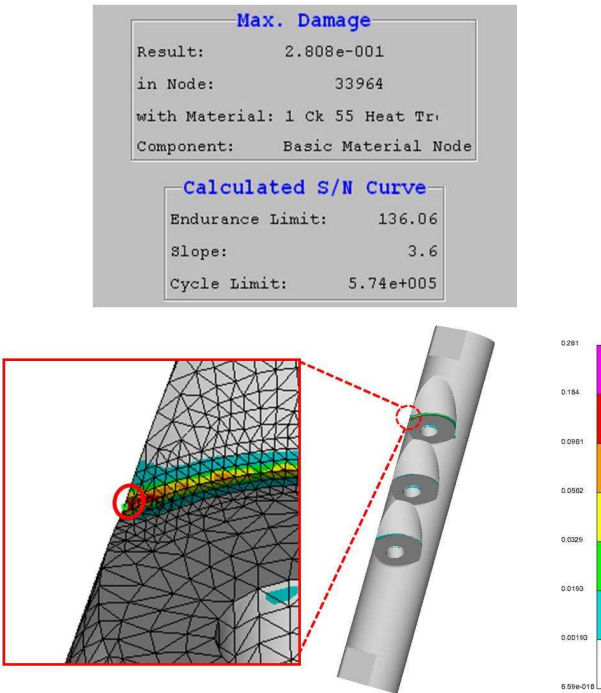 Max. Damage
Result: 2.808e-001
in Node: 33964
with Material: 1 Ck 55 Heat Tr
Component: Basic Material Node
Calculated S/N Curve
Endurance Limit: 136.06
Slope: 3.6
Cycle Limit: 5.74e+005
0.281
0.184
0.0961
0.0562
0.0329
0.0193
0.00193
6.59e-016